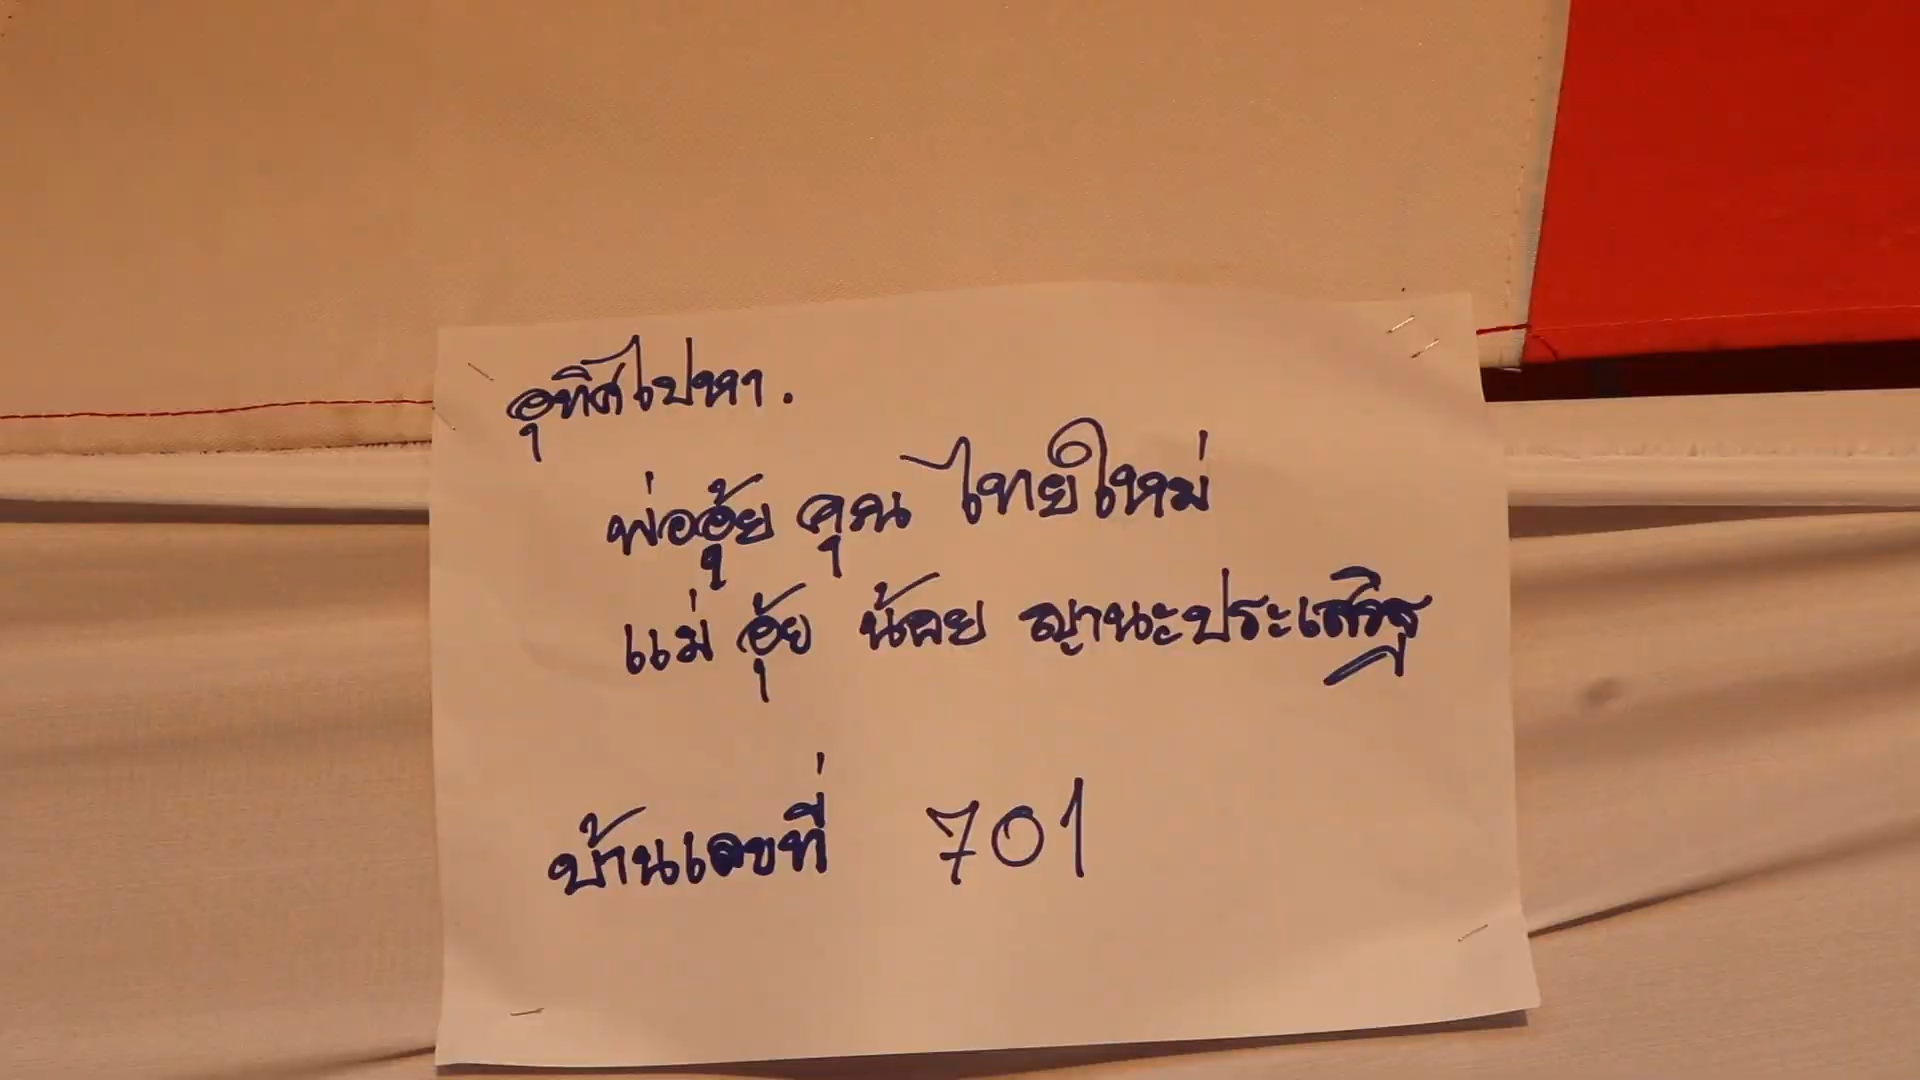 อุทิศไปหา.
พ่ออุ้ย คุณ ไทยใหม่
แม่ อุ้ย น้อย ญานะประเสริฐ
บ้านเลขที่ 701